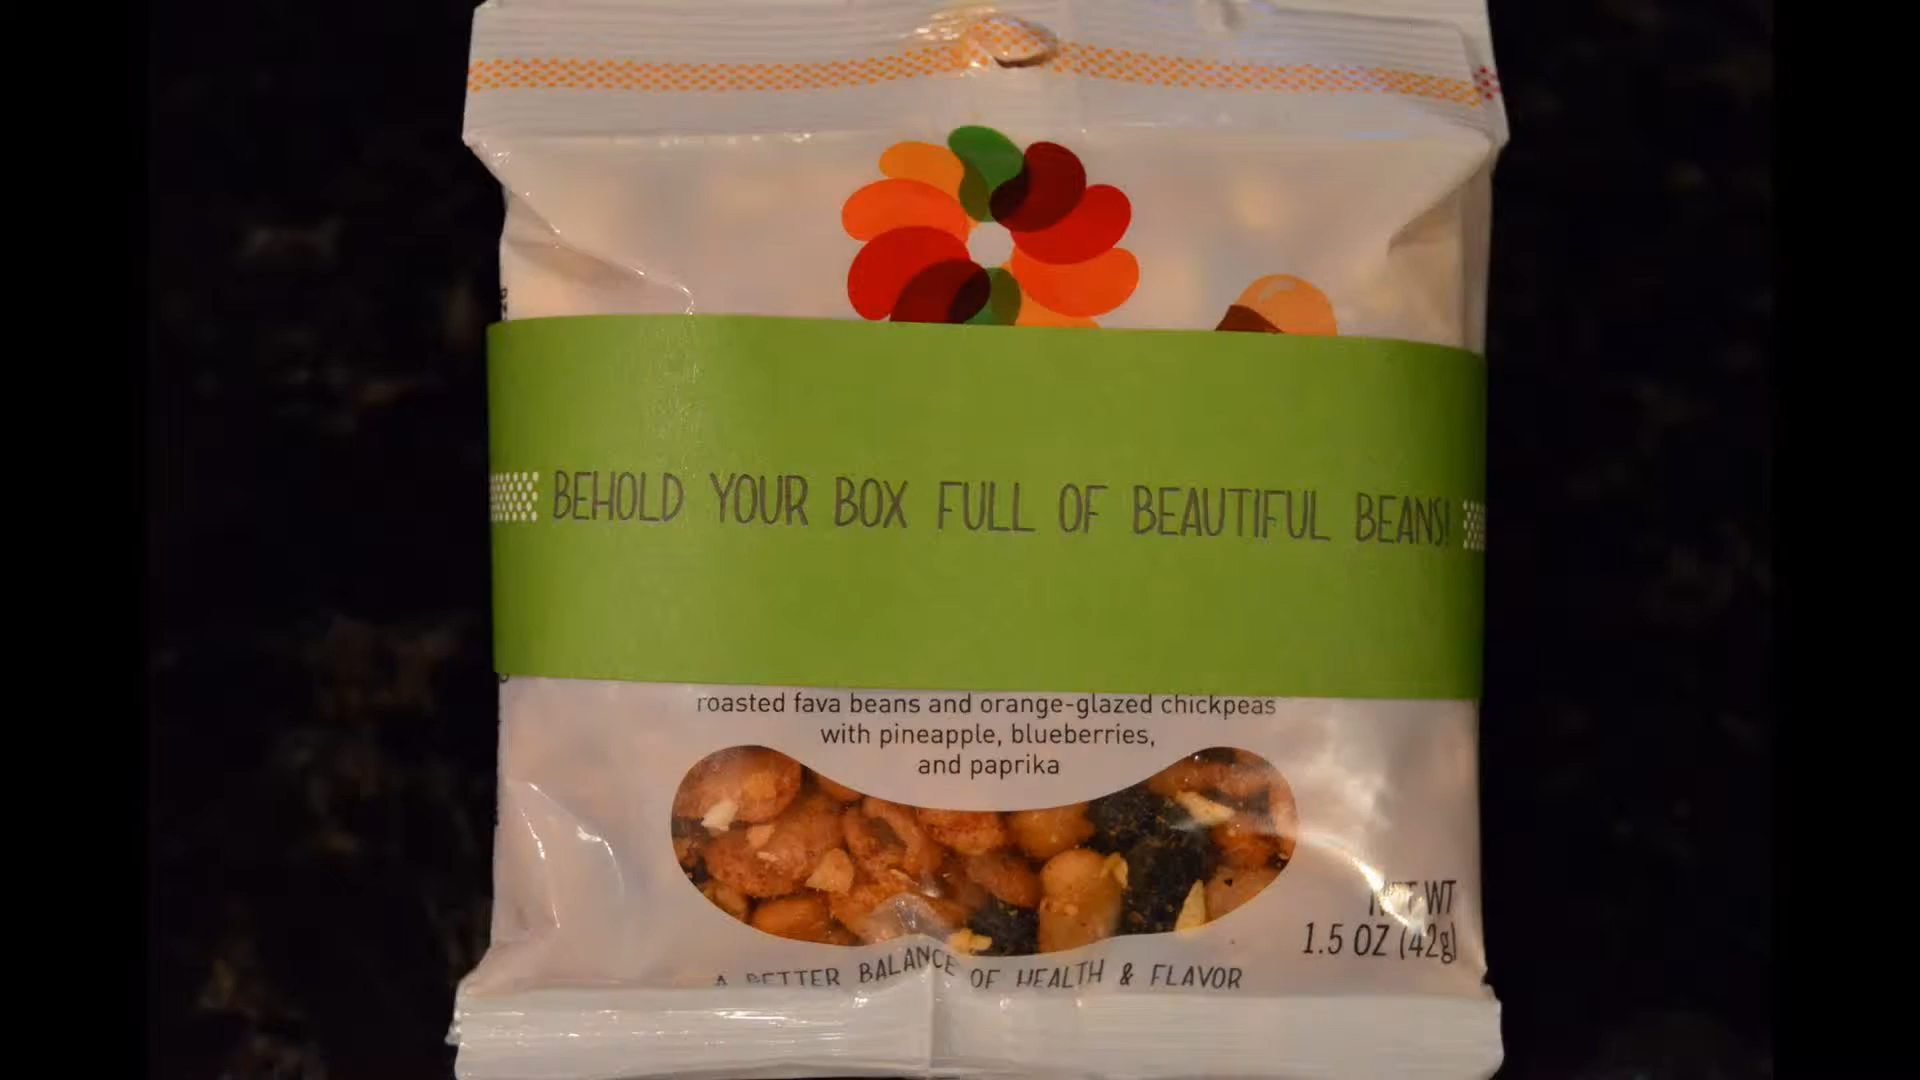 BEHOLD YOUR BOX FULL OF BEAUTIFUL BEANS!
roasted fava beans and orange-glazed chickpeas
with pineapple, blueberries,
and paprika
NET WT
1.5 OZ (42g)
A BETTER BALANCE OF HEALTH & FLAVOR